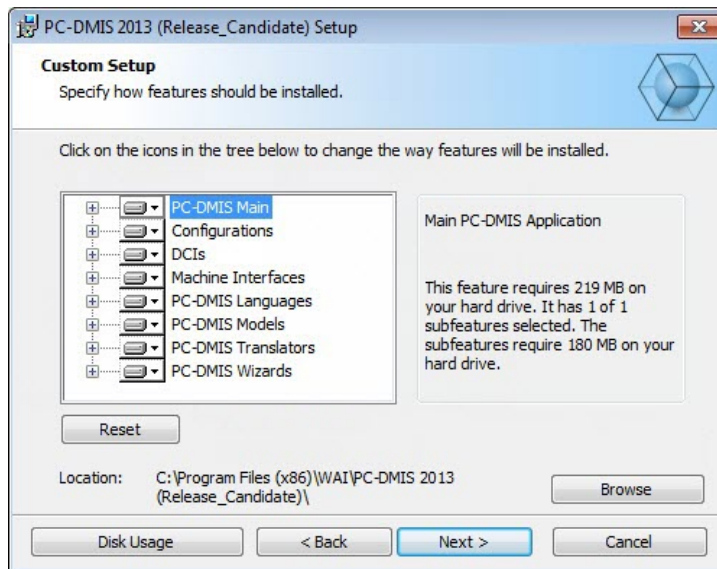 PC-DMIS 2013 (Release_Candidate) Setup
Custom Setup
Specify how features should be installed.
Click on the icons in the tree below to change the way features will be installed.
PC-DMIS Main
Configurations
DCIs
Machine Interfaces
PC-DMIS Languages
PC-DMIS Models
PC-DMIS Translators
PC-DMIS Wizards
Main PC-DMIS Application
This feature requires 219 MB on
your hard drive. It has 1 of 1
subfeatures selected. The
subfeatures require 180 MB on your
hard drive.
Reset
Location: C:\Program Files (x86)\WAI\PC-DMIS 2013
(Release_Candidate)\
Browse
Disk Usage < Back Next > Cancel